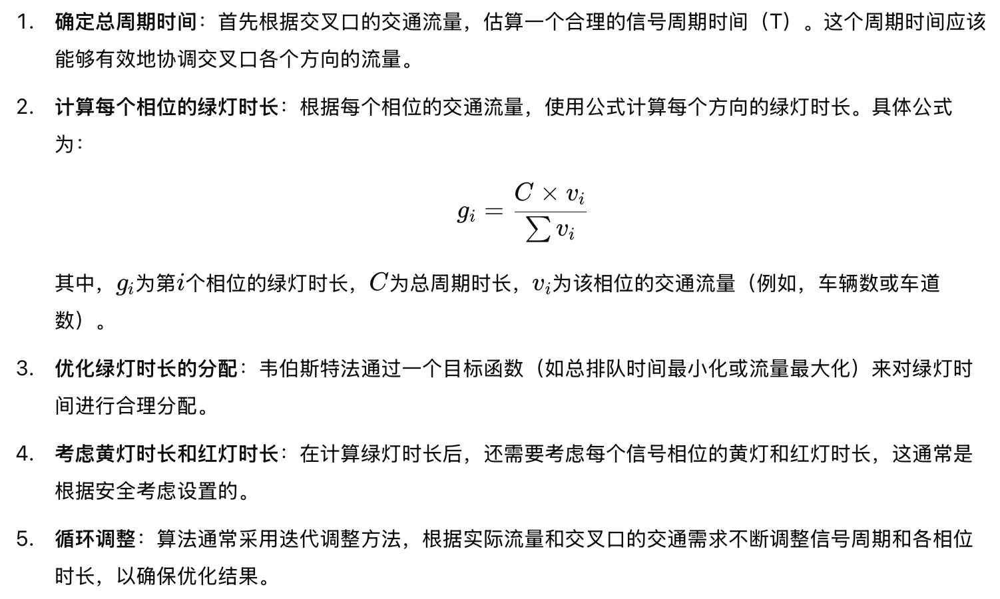 1. 确定总周期时间：首先根据交叉口的交通流量，估算一个合理的信号周期时间（T）。这个周期时间应该
能够有效地协调交叉口各个方向的流量。
2. 计算每个相位的绿灯时长：根据每个相位的交通流量，使用公式计算每个方向的绿灯时长。具体公式
为：
g_i = \frac{C × v_i}{∑ v_i}
其中，g_i为第i个相位的绿灯时长，C为总周期时长，v_i为该相位的交通流量（例如，车辆数或车道
数）。
3. 优化绿灯时长的分配：韦伯斯特法通过一个目标函数（如总排队时间最小化或流量最大化）来对绿灯时
间进行合理分配。
4. 考虑黄灯时长和红灯时长：在计算绿灯时长后，还需要考虑每个信号相位的黄灯和红灯时长，这通常是
根据安全考虑设置的。
5. 循环调整：算法通常采用迭代调整方法，根据实际流量和交叉口的交通需求不断调整信号周期和各相位
时长，以确保优化结果。